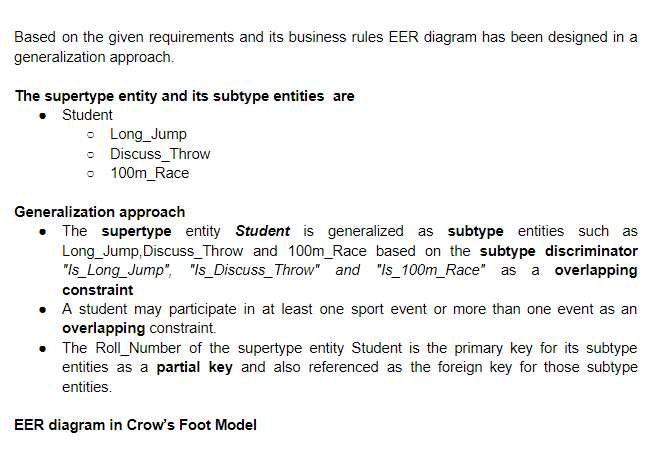 Based on the given requirements and its business rules EER diagram has been designed in a
generalization approach.
The supertype entity and its subtype entities are
• Student
○ Long_Jump
○ Discuss_Throw
○ 100m_Race
Generalization approach
• The supertype entity Student is generalized as subtype entities such as
Long_Jump,Discuss_Throw and 100m_Race based on the subtype discriminator
"Is_Long_Jump", "Is_Discuss_Throw" and "Is_100m_Race" as a overlapping
constraint
• A student may participate in at least one sport event or more than one event as an
overlapping constraint.
• The Roll_Number of the supertype entity Student is the primary key for its subtype
entities as a partial key and also referenced as the foreign key for those subtype
entities.
EER diagram in Crow's Foot Model